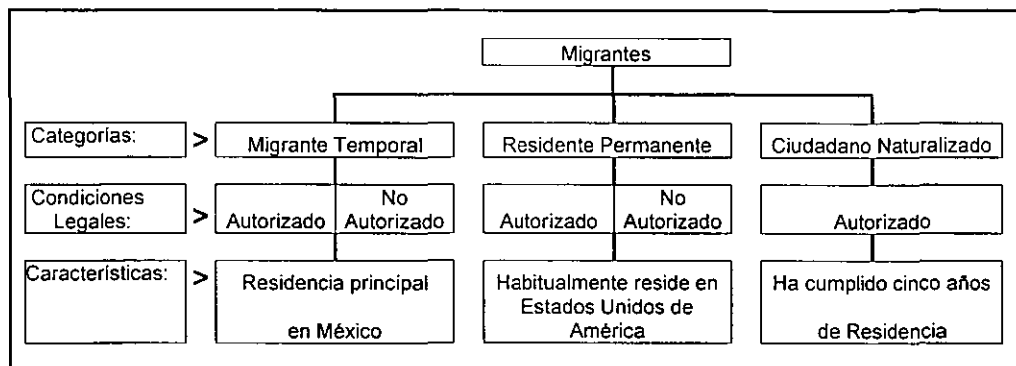 Migrantes
Categorías: > Migrante Temporal Residente Permanente Ciudadano Naturalizado
Condiciones Legales: > Autorizado No Autorizado Autorizado No Autorizado Autorizado
Características: > Residencia principal en México Habitualmente reside en Estados Unidos de América Ha cumplido cinco años de Residencia